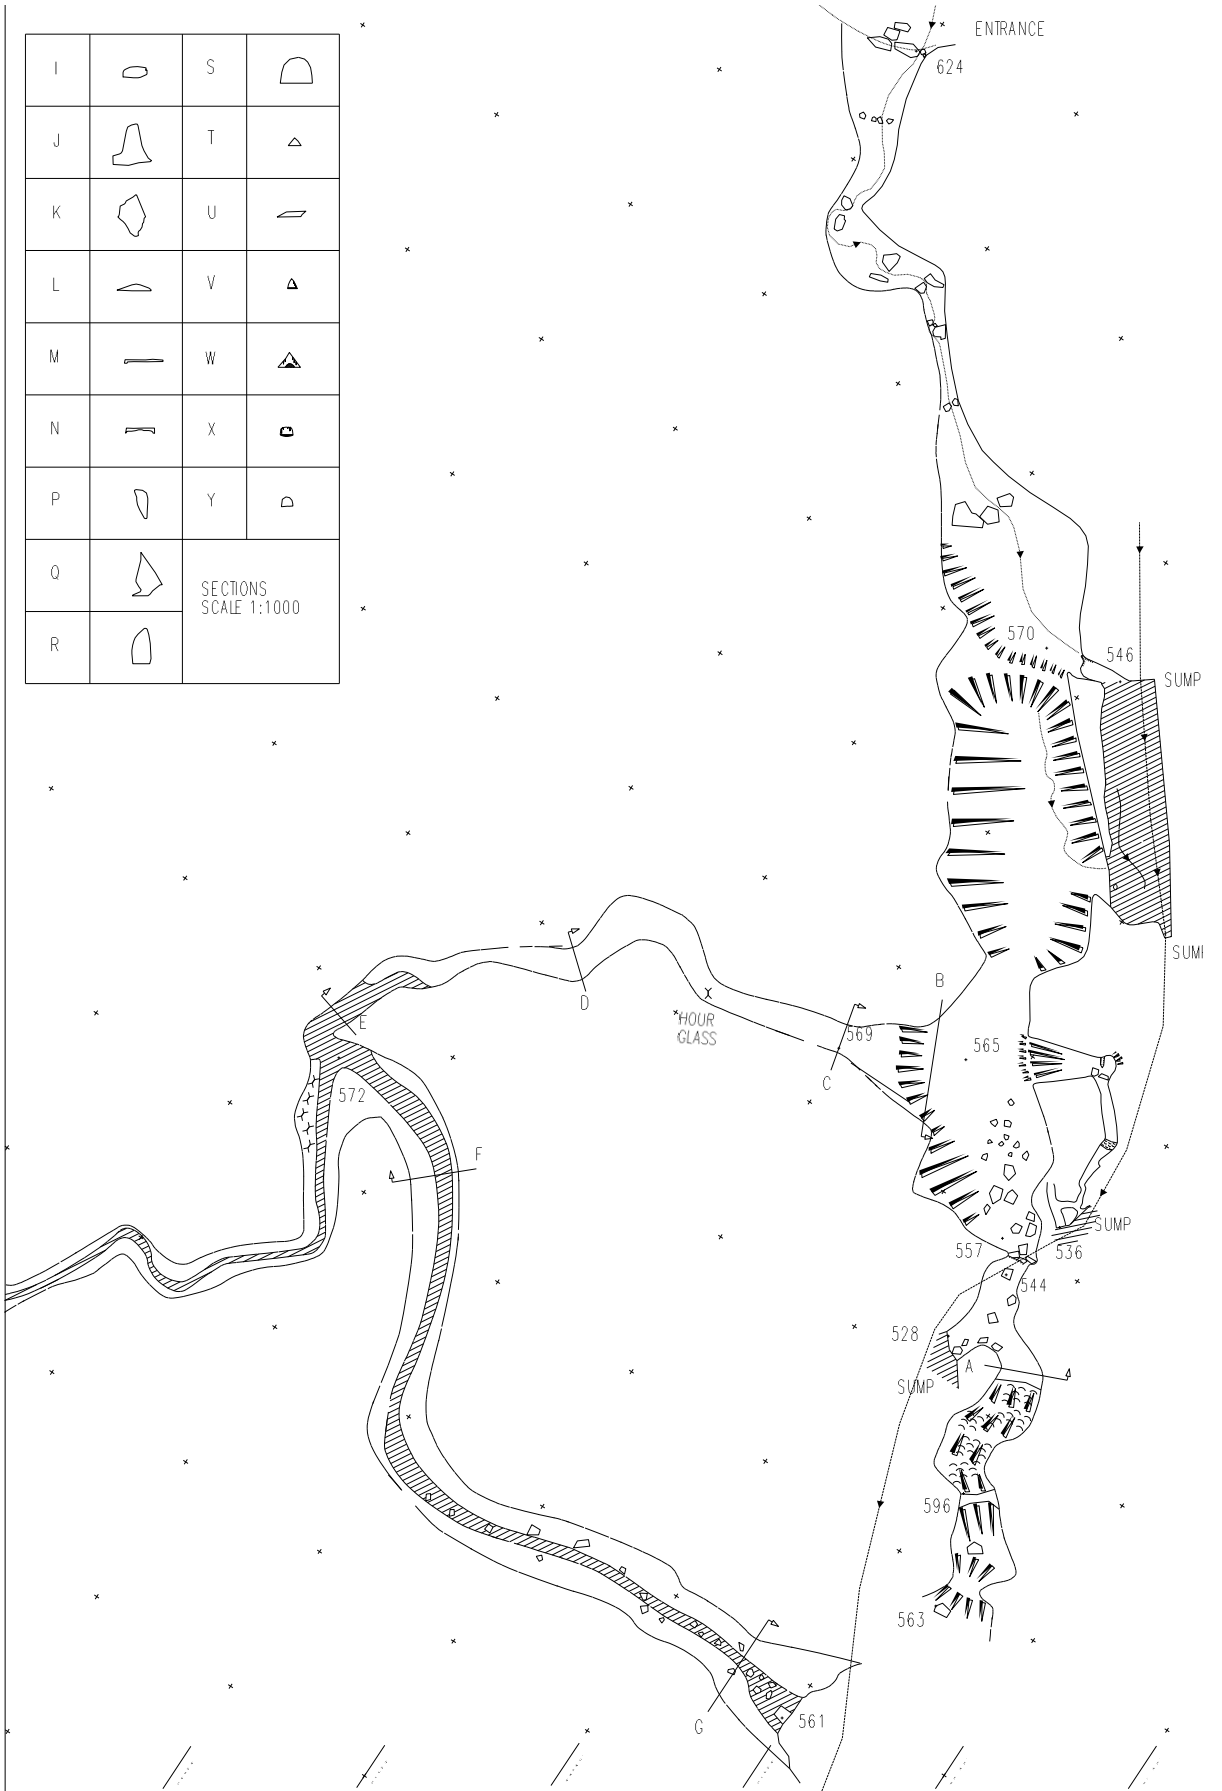 ENTRANCE
624
I S
J T
K U
L V
M W
N X
P Y
Q
SECTIONS
SCALE 1:1000
R
570
546
SUMP
SUMP
B
D
E
HOUR
GLASS
569
565
C
572
F
SUMP
557
536
544
528
A
SUMP
596
563
G
561